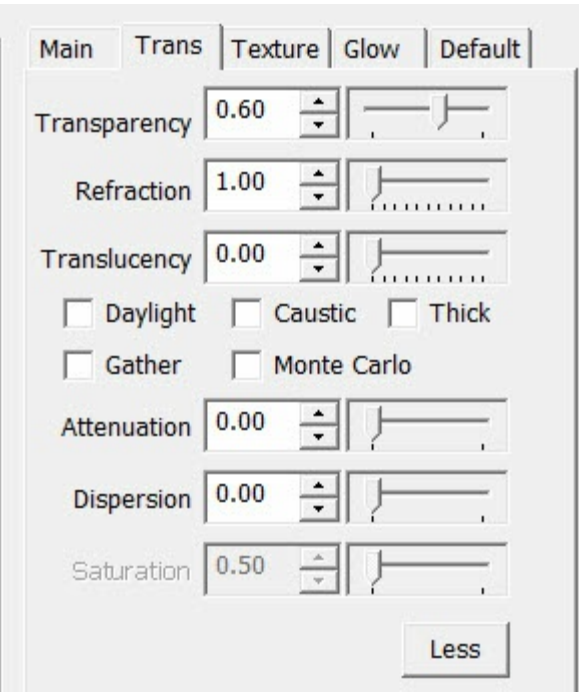 Main Trans Texture Glow Default
Transparency 0.60
Refraction 1.00
Translucency 0.00
Daylight Caustic Thick
Gather Monte Carlo
Attenuation 0.00
Dispersion 0.00
Saturation 0.50
Less